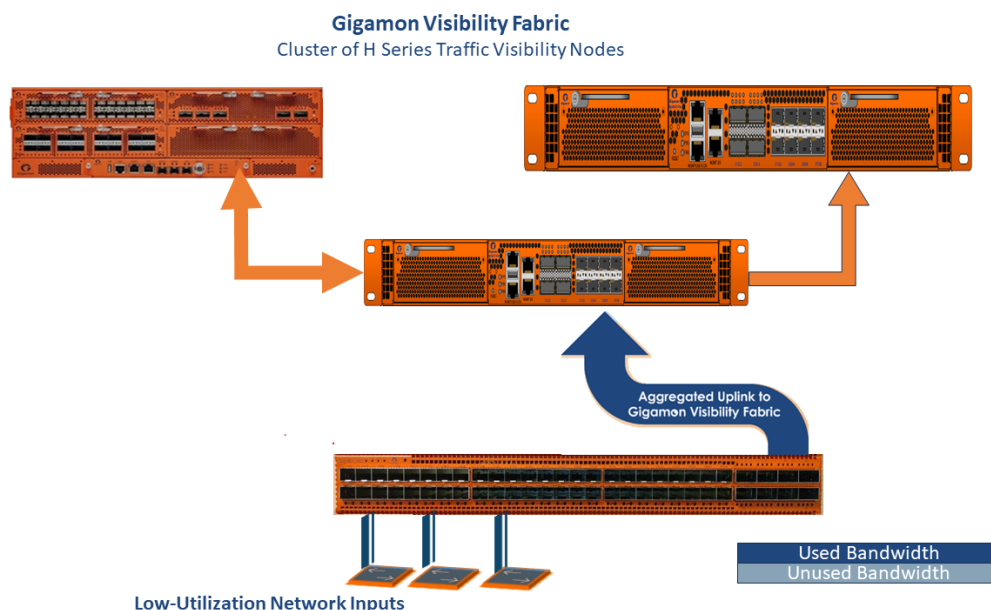 Gigamon Visibility Fabric
Cluster of H Series Traffic Visibility Nodes
Aggregated Uplink to
Gigamon Visibility Fabric
Used Bandwidth
Unused Bandwidth
Low-Utilization Network Inputs